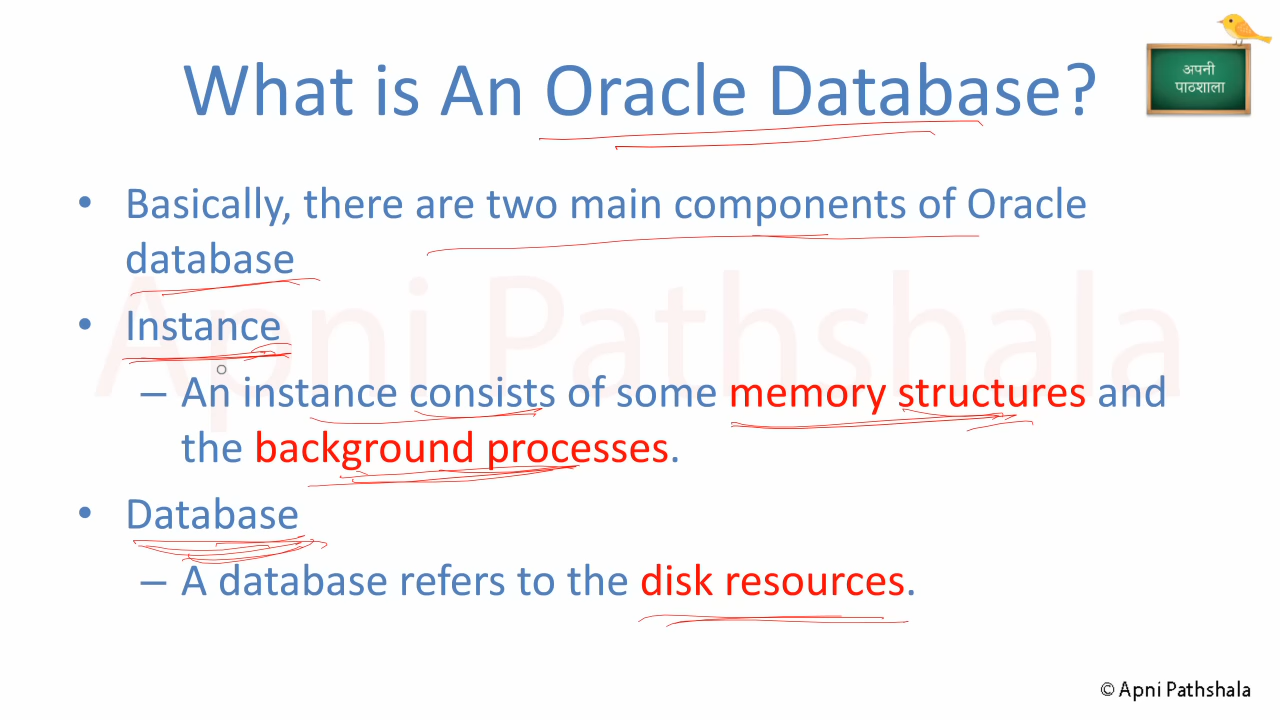 What is An Oracle Database?
अपनी
पाठशाला
• Basically, there are two main components of Oracle
database
• Instance
– An instance consists of some memory structures and
the background processes.
• Database
– A database refers to the disk resources.
Apni Pathshala
© Apni Pathshala